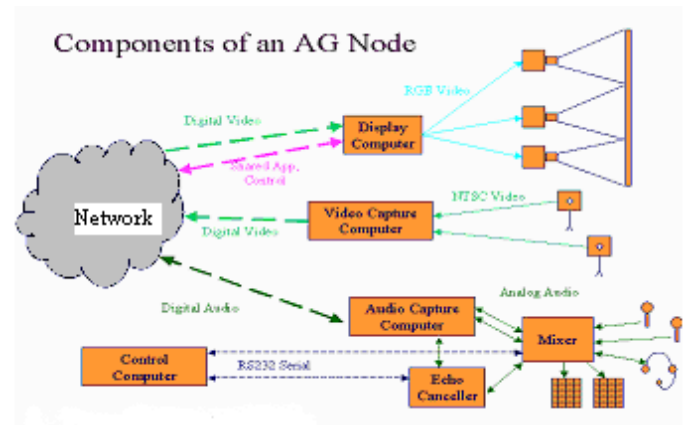 Components of an AG Node
RGB Video
Digital Video
Display
Computer
Shared App,
Control
Network
NTSC Video
Video Capture
Computer
Digital Video
Analog Audio
Digital Audio
Audio Capture
Computer
Mixer
Control
Computer
RS232 Serial
Echo
Canceller